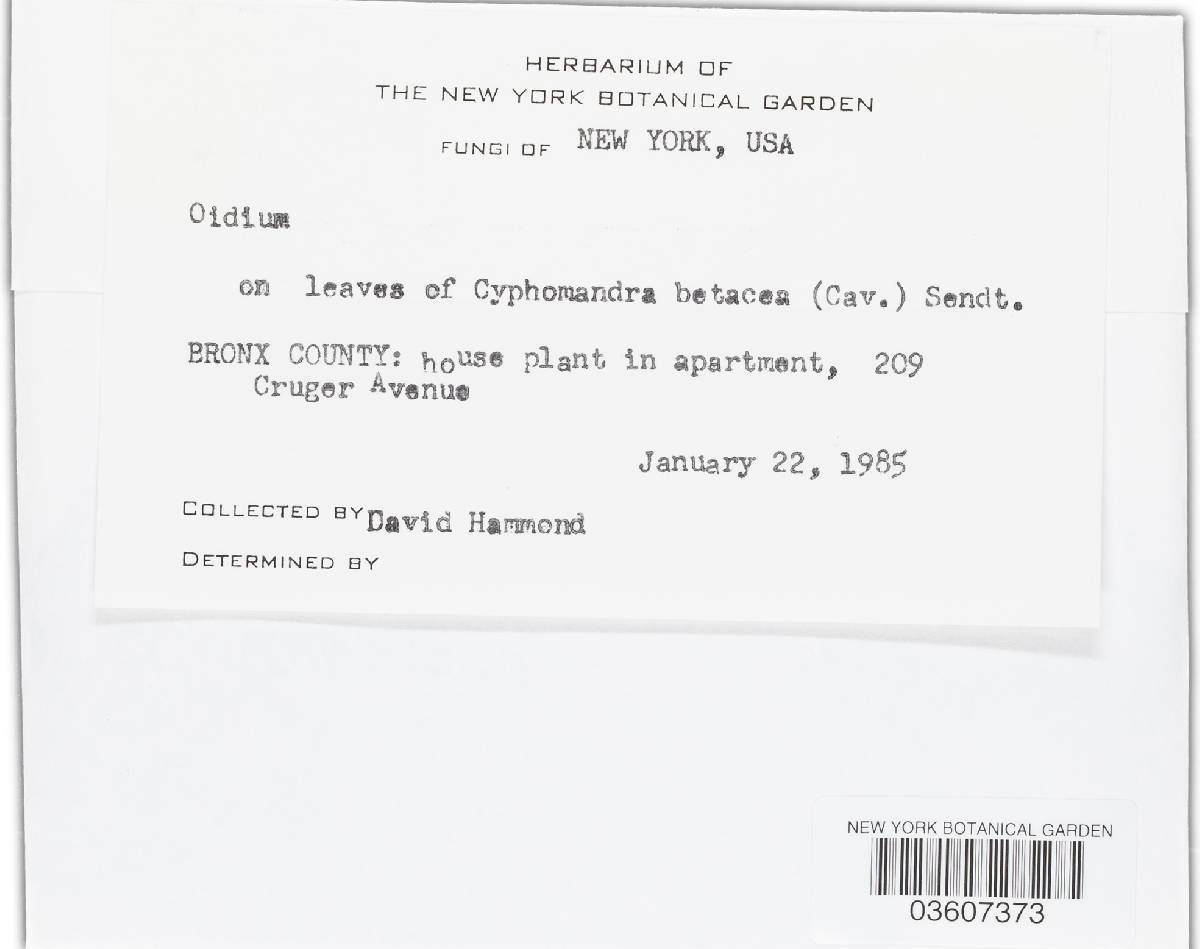 HERBARIUM OF
THE NEW YORK BOTANICAL GARDEN
FUNGI OF NEW YORK, USA
Oidium
on leaves of Cyphomandra betacea (Cav.) Sendt.
BRONX COUNTY: house plant in apartment, 209
Cruger Avenue
January 22, 1985
COLLECTED BY David Hammond
DETERMINED BY
NEW YORK BOTANICAL GARDEN
03607373